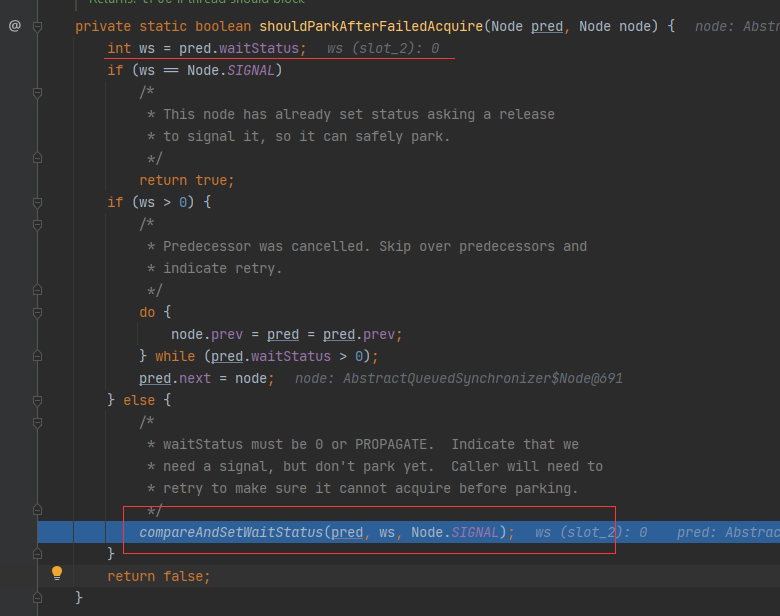 Returns: true if thread should block
@ private static boolean shouldParkAfterFailedAcquire(Node pred, Node node) { node: Abstr
int ws = pred.waitStatus; ws (slot_2): 0
if (ws == Node.SIGNAL)
/*
* This node has already set status asking a release
* to signal it, so it can safely park.
*/
return true;
if (ws > 0) {
/*
* Predecessor was cancelled. Skip over predecessors and
* indicate retry.
*/
do {
node.prev = pred = pred.prev;
} while (pred.waitStatus > 0);
pred.next = node; node: AbstractQueuedSynchronizer$Node@691
} else {
/*
* waitStatus must be 0 or PROPAGATE. Indicate that we
* need a signal, but don't park yet. Caller will need to
* retry to make sure it cannot acquire before parking.
*/
compareAndSetWaitStatus(pred, ws, Node.SIGNAL); ws (slot_2): 0 pred: Abstrac
}
return false;
}